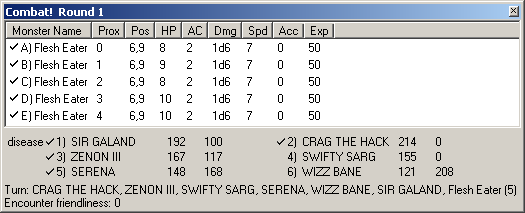 Combat! Round 1
Monster Name Prox Pos HP AC Dmg Spd Acc Exp
A) Flesh Eater 0 6,9 8 2 1d6 7 0 50
B) Flesh Eater 1 6,9 9 2 1d6 7 0 50
C) Flesh Eater 2 6,9 8 2 1d6 7 0 50
D) Flesh Eater 3 6,9 10 2 1d6 7 0 50
E) Flesh Eater 4 6,9 10 2 1d6 7 0 50
disease 1) SIR GALAND 192 100 2) CRAG THE HACK 214 0
3) ZENON III 167 117 4) SWIFTY SARG 155 0
5) SERENA 148 168 6) WIZZ BANE 121 208
Turn: CRAG THE HACK, ZENON III, SWIFTY SARG, SERENA, WIZZ BANE, SIR GALAND, Flesh Eater (5)
Encounter friendliness: 0